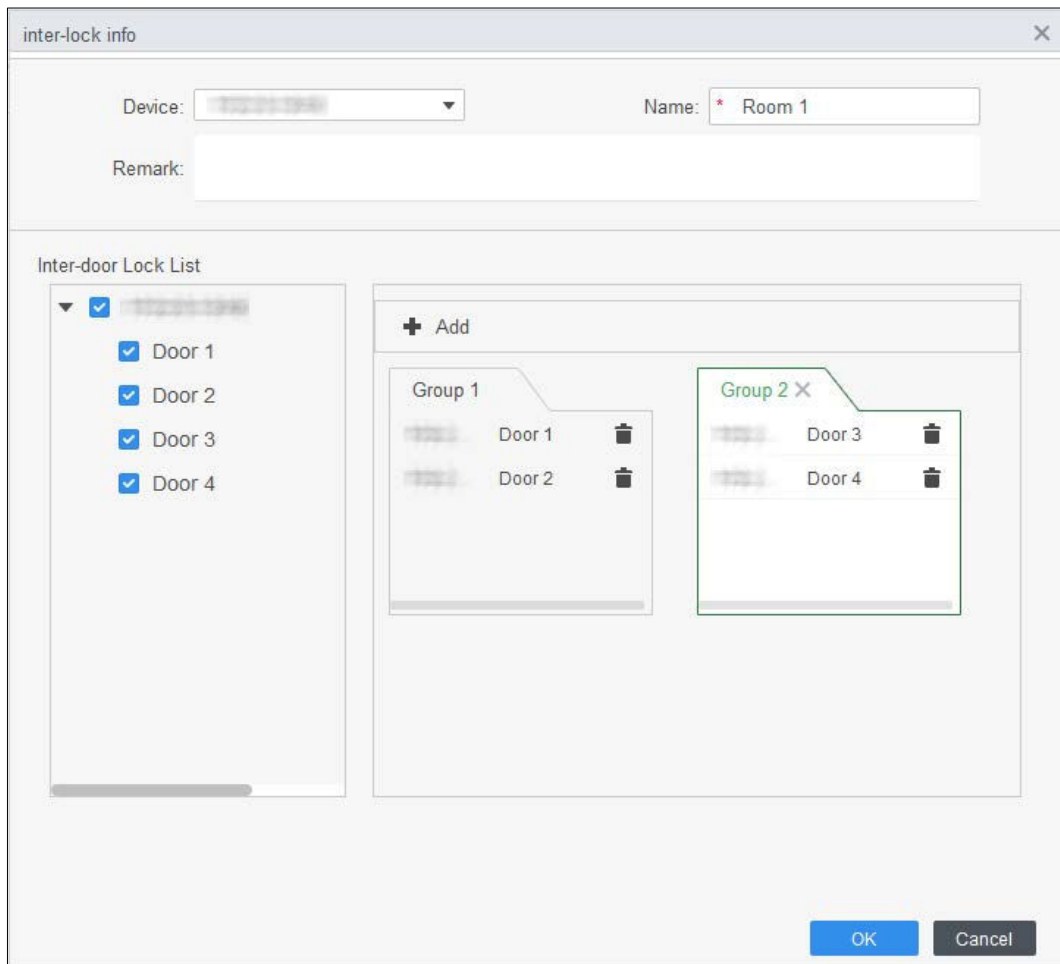 inter-lock info
Device:
Name: * Room 1
Remark:
Inter-door Lock List
Door 1
Door 2
Door 3
Door 4
Add
Group 1
Door 1
Door 2
Group 2
Door 3
Door 4
OK
Cancel